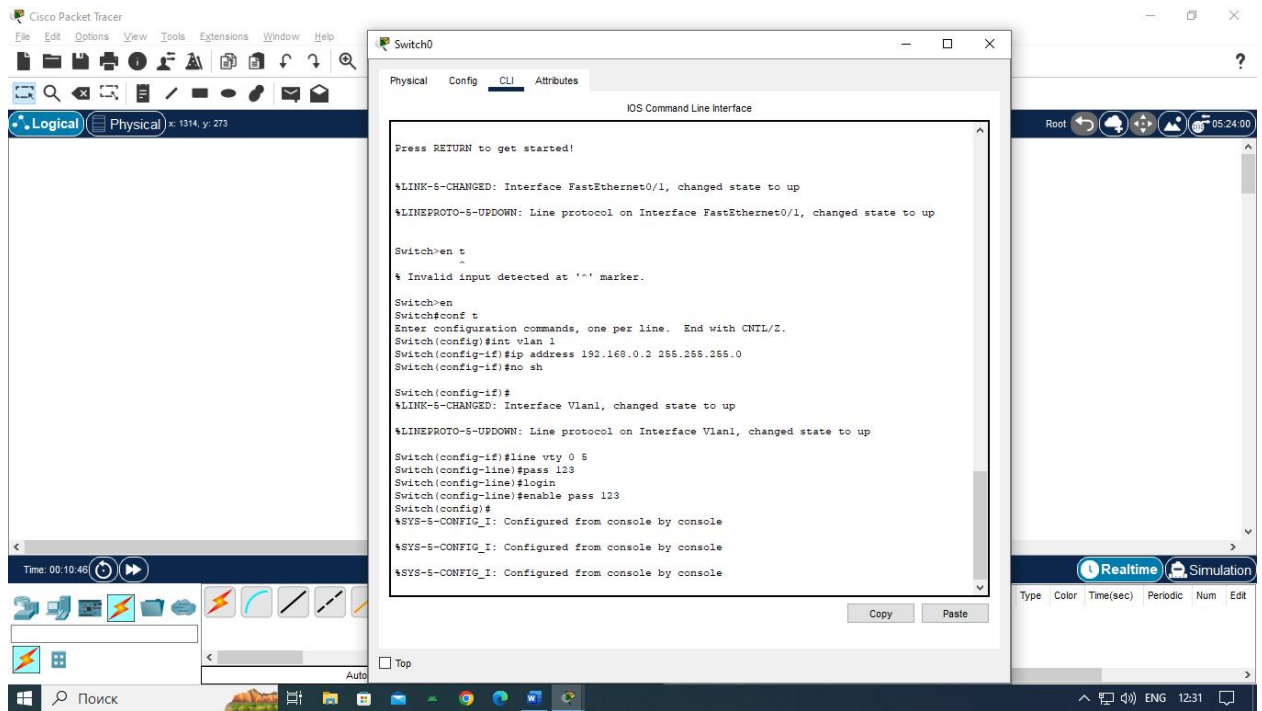 Cisco Packet Tracer
File Edit Options View Tools Extensions Window Help
Switch0
?
Physical Config CLI Attributes
IOS Command Line Interface
Logical Physical x: 1314, y: 273
Root 05:24:00
Press RETURN to get started!
%LINK-5-CHANGED: Interface FastEthernet0/1, changed state to up
%LINEPROTO-5-UPDOWN: Line protocol on Interface FastEthernet0/1, changed state to up
Switch>en t
^
% Invalid input detected at '^' marker.
Switch>en
Switch#conf t
Enter configuration commands, one per line. End with CNTL/Z.
Switch(config)#int vlan 1
Switch(config-if)#ip address 192.168.0.2 255.255.255.0
Switch(config-if)#no sh
Switch(config-if)#
%LINK-5-CHANGED: Interface Vlan1, changed state to up
%LINEPROTO-5-UPDOWN: Line protocol on Interface Vlan1, changed state to up
Switch(config-if)#line vty 0 5
Switch(config-line)#pass 123
Switch(config-line)#login
Switch(config-line)#enable pass 123
Switch(config)#
%SYS-5-CONFIG_I: Configured from console by console
%SYS-5-CONFIG_I: Configured from console by console
%SYS-5-CONFIG_I: Configured from console by console
Time: 00:10:46
Realtime Simulation
Copy Paste
Type Color Time(sec) Periodic Num Edit
Top
Auto
Поиск
ENG 12:31